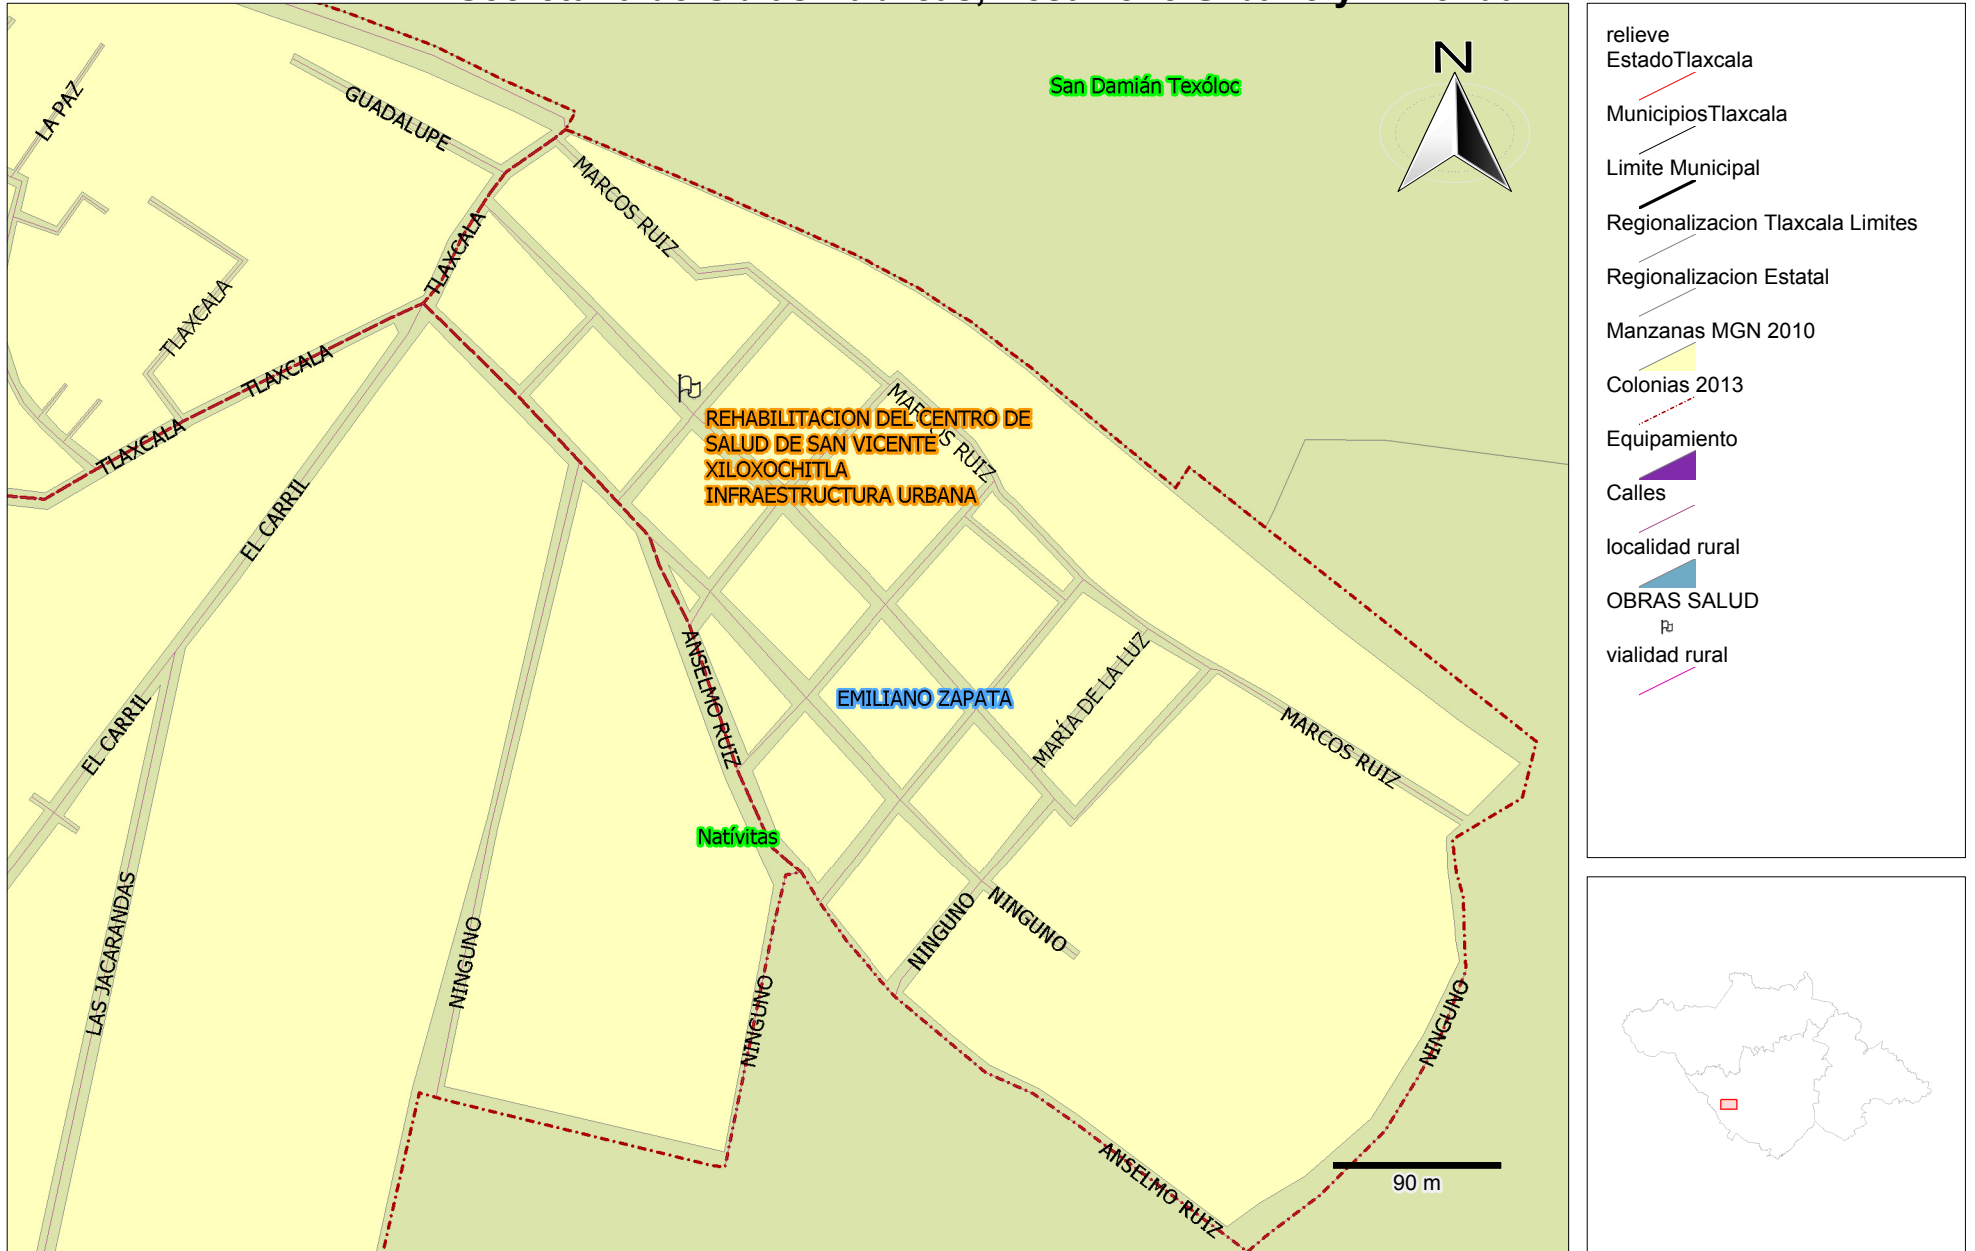 San Damián Texóloc
N
LA PAZ
GUADALUPE
MARCOS RUIZ
TLAXCALA
TLAXCALA
TLAXCALA
TLAXCALA
MARCOS RUIZ
REHABILITACION DEL CENTRO DE
SALUD DE SAN VICENTE
XILOXOCHITLA
INFRAESTRUCTURA URBANA
EL CARRIL
ANSELMO RUIZ
EMILIANO ZAPATA
MARÍA DE LA LUZ
MARCOS RUIZ
EL CARRIL
Natívitas
LAS JACARANDAS
NINGUNO
NINGUNO
NINGUNO
NINGUNO
NINGUNO
ANSELMO RUIZ
90 m
relieve
EstadoTlaxcala
MunicipiosTlaxcala
Limite Municipal
Regionalizacion Tlaxcala Limites
Regionalizacion Estatal
Manzanas MGN 2010
Colonias 2013
Equipamiento
Calles
localidad rural
OBRAS SALUD
vialidad rural